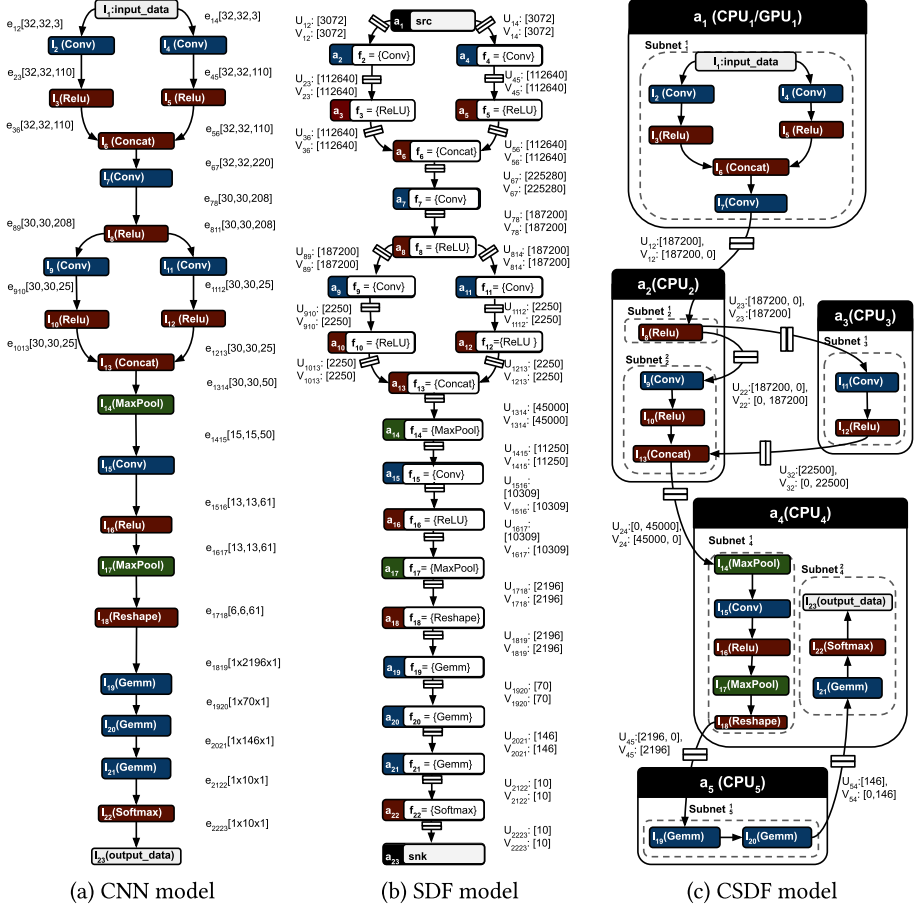 I1:input_data
e12[32,32,3]
e14[32,32,3]
I2 (Conv)
I4 (Conv)
e23[32,32,110]
e45[32,32,110]
I3(Relu)
I5 (Relu)
e36[32,32,110]
e56[32,32,110]
I6 (Concat)
e67[32,32,220]
I7(Conv)
e78[30,30,208]
e89[30,30,208]
e811[30,30,208]
I8(Relu)
I9 (Conv)
I11 (Conv)
e910[30,30,25]
e1112[30,30,25]
I10(Relu)
I12 (Relu)
e1013[30,30,25]
e1213[30,30,25]
I13 (Concat)
e1314[30,30,50]
I14(MaxPool)
e1415[15,15,50]
I15(Conv)
e1516[13,13,61]
I16(Relu)
e1617[13,13,61]
I17(MaxPool)
e1718[6,6,61]
I18(Reshape)
e1819[1x2196x1]
I19(Gemm)
e1920[1x70x1]
I20(Gemm)
e2021[1x146x1]
I21(Gemm)
e2122[1x10x1]
I22(Softmax)
e2223[1x10x1]
I23(output_data)
(a) CNN model
a1 src
U12: [3072]
V12: [3072]
U14: [3072]
V14: [3072]
a2 f2 = {Conv}
a4 f4 = {Conv}
U23: [112640]
V23: [112640]
U45: [112640]
V45: [112640]
a3 f3 = {ReLU}
a5 f5 = {ReLU}
U36: [112640]
V36: [112640]
U56: [112640]
V56: [112640]
a6 f6 = {Concat}
U67: [225280]
V67: [225280]
a7 f7 = {Conv}
U78: [187200]
V78: [187200]
a8 f8 = {ReLU}
U89: [187200]
V89: [187200]
U814: [187200]
V814: [187200]
a9 f9 = {Conv}
a11 f11= {Conv}
U910: [2250]
V910: [2250]
U1112: [2250]
V1112: [2250]
a10 f10 = {ReLU}
a12 f12={ReLU }
U1013: [2250]
V1013: [2250]
U1213: [2250]
V1213: [2250]
a13 f13= {Concat}
U1314: [45000]
V1314: [45000]
a14 f14= {MaxPool}
U1415: [11250]
V1415: [11250]
a15 f15= {Conv}
U1516:
[10309]
V1516: [10309]
a16 f16 = {ReLU}
U1617:
[10309]
V1617: [10309]
a17 f17= {MaxPool}
U1718: [2196]
V1718: [2196]
a18 f18 = {Reshape}
U1819: [2196]
V1819: [2196]
a19 f19= {Gemm}
U1920: [70]
V1920: [70]
a20 f20 = {Gemm}
U2021: [146]
V2021: [146]
a21 f21 = {Gemm}
U2122: [10]
V2122: [10]
a22 f22= {Softmax}
U2223: [10]
V2223: [10]
a23 snk
(b) SDF model
a1 (CPU1/GPU1)
Subnet 1 1
I1:input_data
I2 (Conv)
I4 (Conv)
I3(Relu)
I5 (Relu)
I6 (Concat)
I7(Conv)
U12:[187200],
V12: [187200, 0]
a2(CPU2)
Subnet 1 2
I8(Relu)
U23:[187200, 0],
V23:[187200]
a3(CPU3)
Subnet 1 3
Subnet 2 2
I9(Conv)
I10(Relu)
I13(Concat)
U22:[187200, 0],
V22: [0, 187200]
I11(Conv)
I12(Relu)
U32:[22500],
V32: [0, 22500]
U24:[0, 45000],
V24: [45000, 0]
a4(CPU4)
Subnet 1 4
Subnet 2 4
I14(MaxPool)
I15(Conv)
I16(Relu)
I17(MaxPool)
I18(Reshape)
I23(output_data)
I22(Softmax)
I21(Gemm)
U45:[2196, 0],
V45: [2196]
U54:[146],
V54: [0,146]
a5 (CPU5)
Subnet 1 5
I19(Gemm)
I20(Gemm)
(c) CSDF model